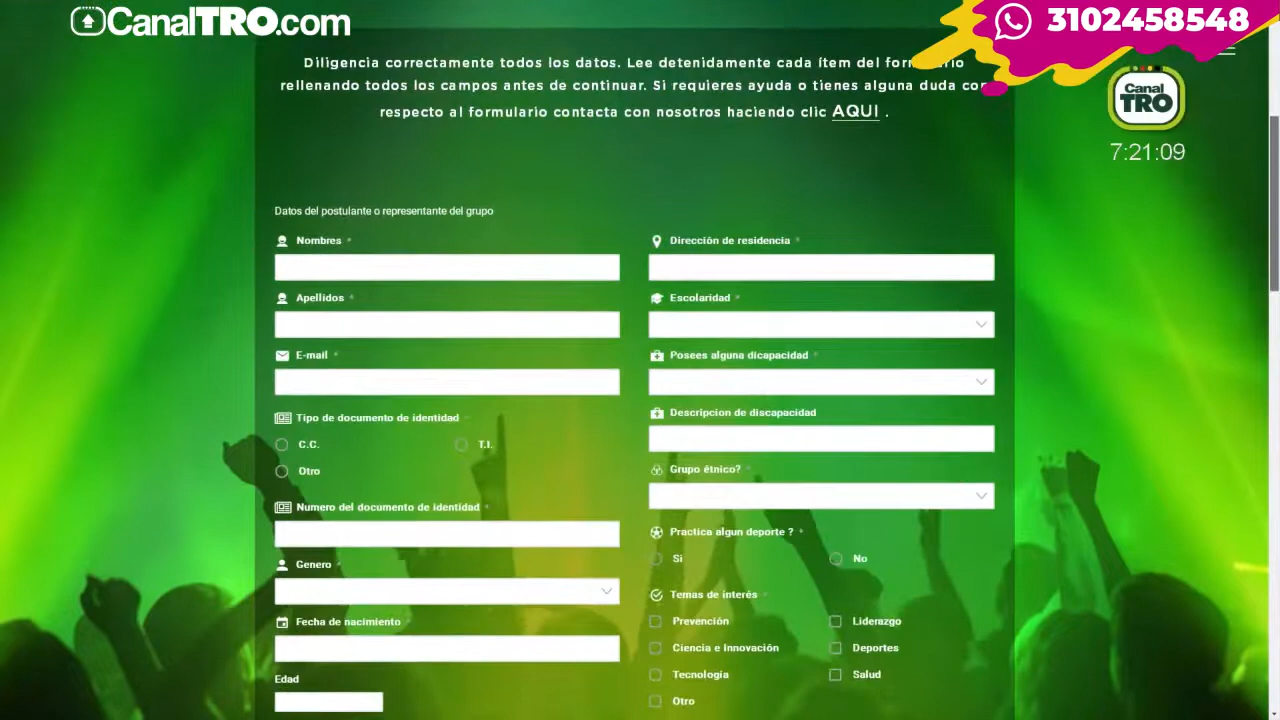 CanalTRO.com
3102458548
Diligencia correctamente todos los datos. Lee detenidamente cada ítem del
rellenando todos los campos antes de continuar. Si requieres ayuda o tienes alguna duda con
respecto al formulario contacta con nosotros haciendo clic AQUI .
Canal
TRO
7:21:09
Datos del postulante o representante del grupo
Nombres *
Apellidos *
E-mail *
Tipo de documento de identidad *
C.C.
T.I.
Otro
Numero del documento de identidad *
Genero *
Fecha de nacimiento *
Edad
Dirección de residencia *
Escolaridad *
Posees alguna dicapacidad *
Descripcion de discapacidad
Grupo étnico? *
Practica algun deporte ? *
Si
No
Temas de interés *
Prevención
Liderazgo
Ciencia e Innovación
Deportes
Tecnología
Salud
Otro